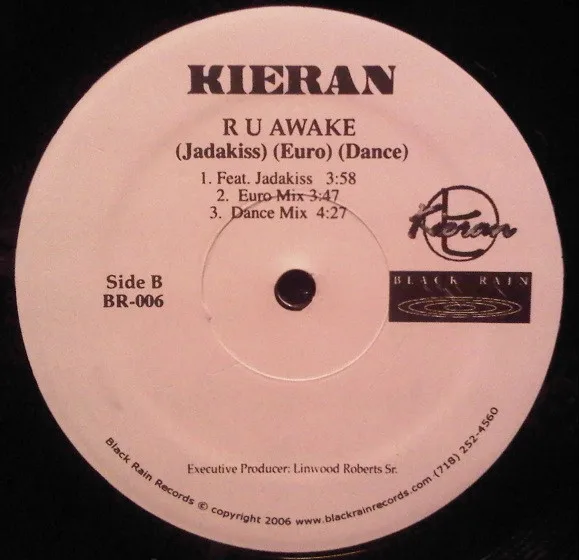 KIERAN
R U AWAKE
(Jadakiss) (Euro) (Dance)
1. Feat. Jadakiss 3:58
2. Euro Mix 3:47
3. Dance Mix 4:27
Kieran
Side B
BR-006
BLACK RAIN
Executive Producer: Linwood Roberts Sr.
Black Rain Records © copyright 2006 www.blackrainrecords.com (718) 252-4560